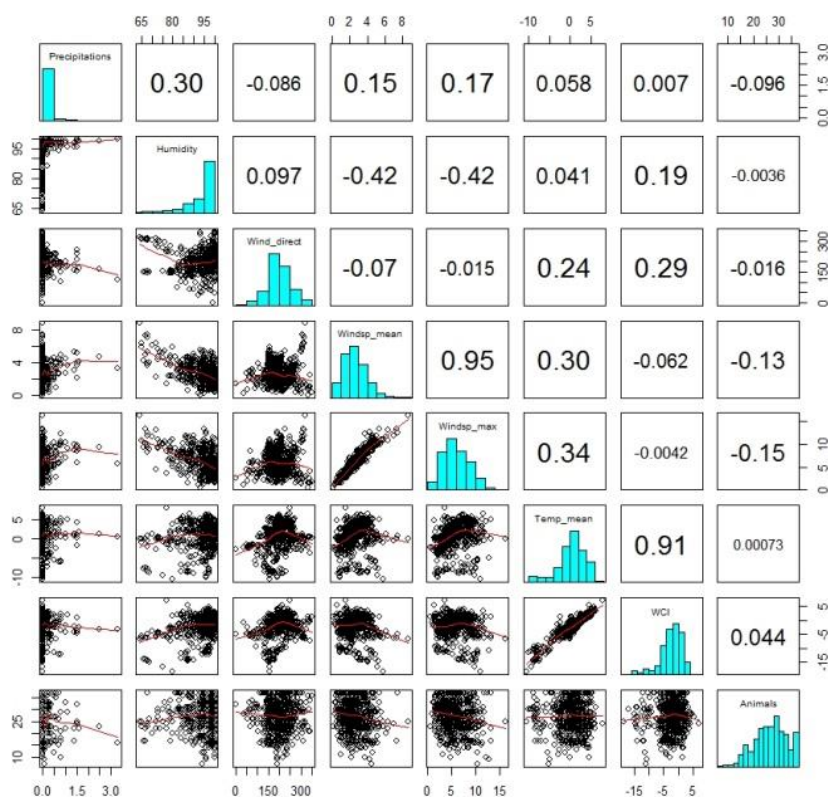 65 80 95 0 2 4 6 8 -10 0 5 10 20 30
Precipitations 0.30 -0.086 0.15 0.17 0.058 0.007 -0.096 0.0 1.5 3.0
65 80 95 Humidity 0.097 -0.42 -0.42 0.041 0.19 -0.0036
Wind_direct -0.07 -0.015 0.24 0.29 -0.016 0 150 300
0 4 8 Windsp_mean 0.95 0.30 -0.062 -0.13
Windsp_max 0.34 -0.0042 -0.15 0 5 15
-10 0 5 Temp_mean 0.91 0.00073
WCI 0.044 -15 -5 5
10 25 Animals
0.0 1.5 3.0 0 150 300 0 5 10 15 -15 -5 5